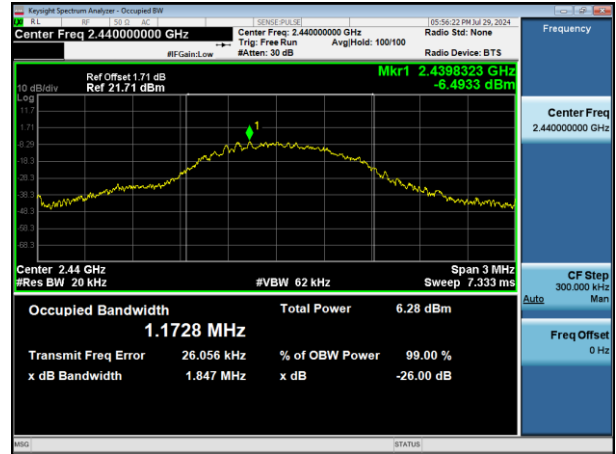 Keysight Spectrum Analyzer - Occupied BW
RL RF 50 Ω AC SENSE:PULSE 05:56:22 PM Jul 29, 2024
Center Freq 2.440000000 GHz Center Freq: 2.440000000 GHz Radio Std: None Frequency
Trig: Free Run Avg|Hold: 100/100
#IFGain:Low #Atten: 30 dB Radio Device: BTS
Ref Offset 1.71 dB Mkr1 2.4398323 GHz
10 dB/div Ref 21.71 dBm -6.4933 dBm
Log
11.7
1.71
-8.29
-18.3
-28.3
-38.3
-48.3
-58.3
-68.3
1
Center Freq
2.440000000 GHz
Center 2.44 GHz Span 3 MHz
#Res BW 20 kHz #VBW 62 kHz Sweep 7.333 ms
CF Step
300.000 kHz
Auto Man
Occupied Bandwidth Total Power 6.28 dBm
1.1728 MHz
Transmit Freq Error 26.056 kHz % of OBW Power 99.00 %
x dB Bandwidth 1.847 MHz x dB -26.00 dB
Freq Offset
0 Hz
MSG STATUS